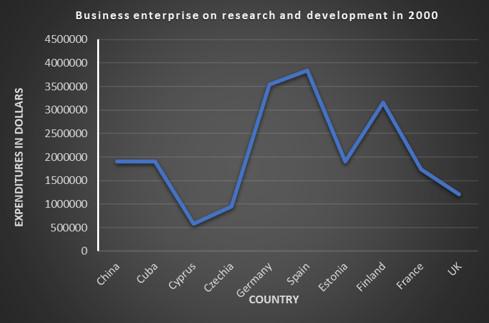 Business enterprise on research and development in 2000
EXPENDITURES IN DOLLARS
4500000
4000000
3500000
3000000
2500000
2000000
1500000
1000000
500000
0
China
Cuba
Cyprus
Czechia
Germany
Spain
Estonia
Finland
France
UK
COUNTRY